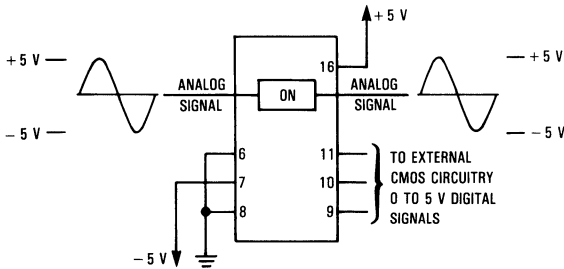 +5 V
16
+5 V
ANALOG
SIGNAL
ON
ANALOG
SIGNAL
+5 V
−5 V
−5 V
6
7
8
11
10
9
TO EXTERNAL
CMOS CIRCUITRY
0 TO 5 V DIGITAL
SIGNALS
−5 V